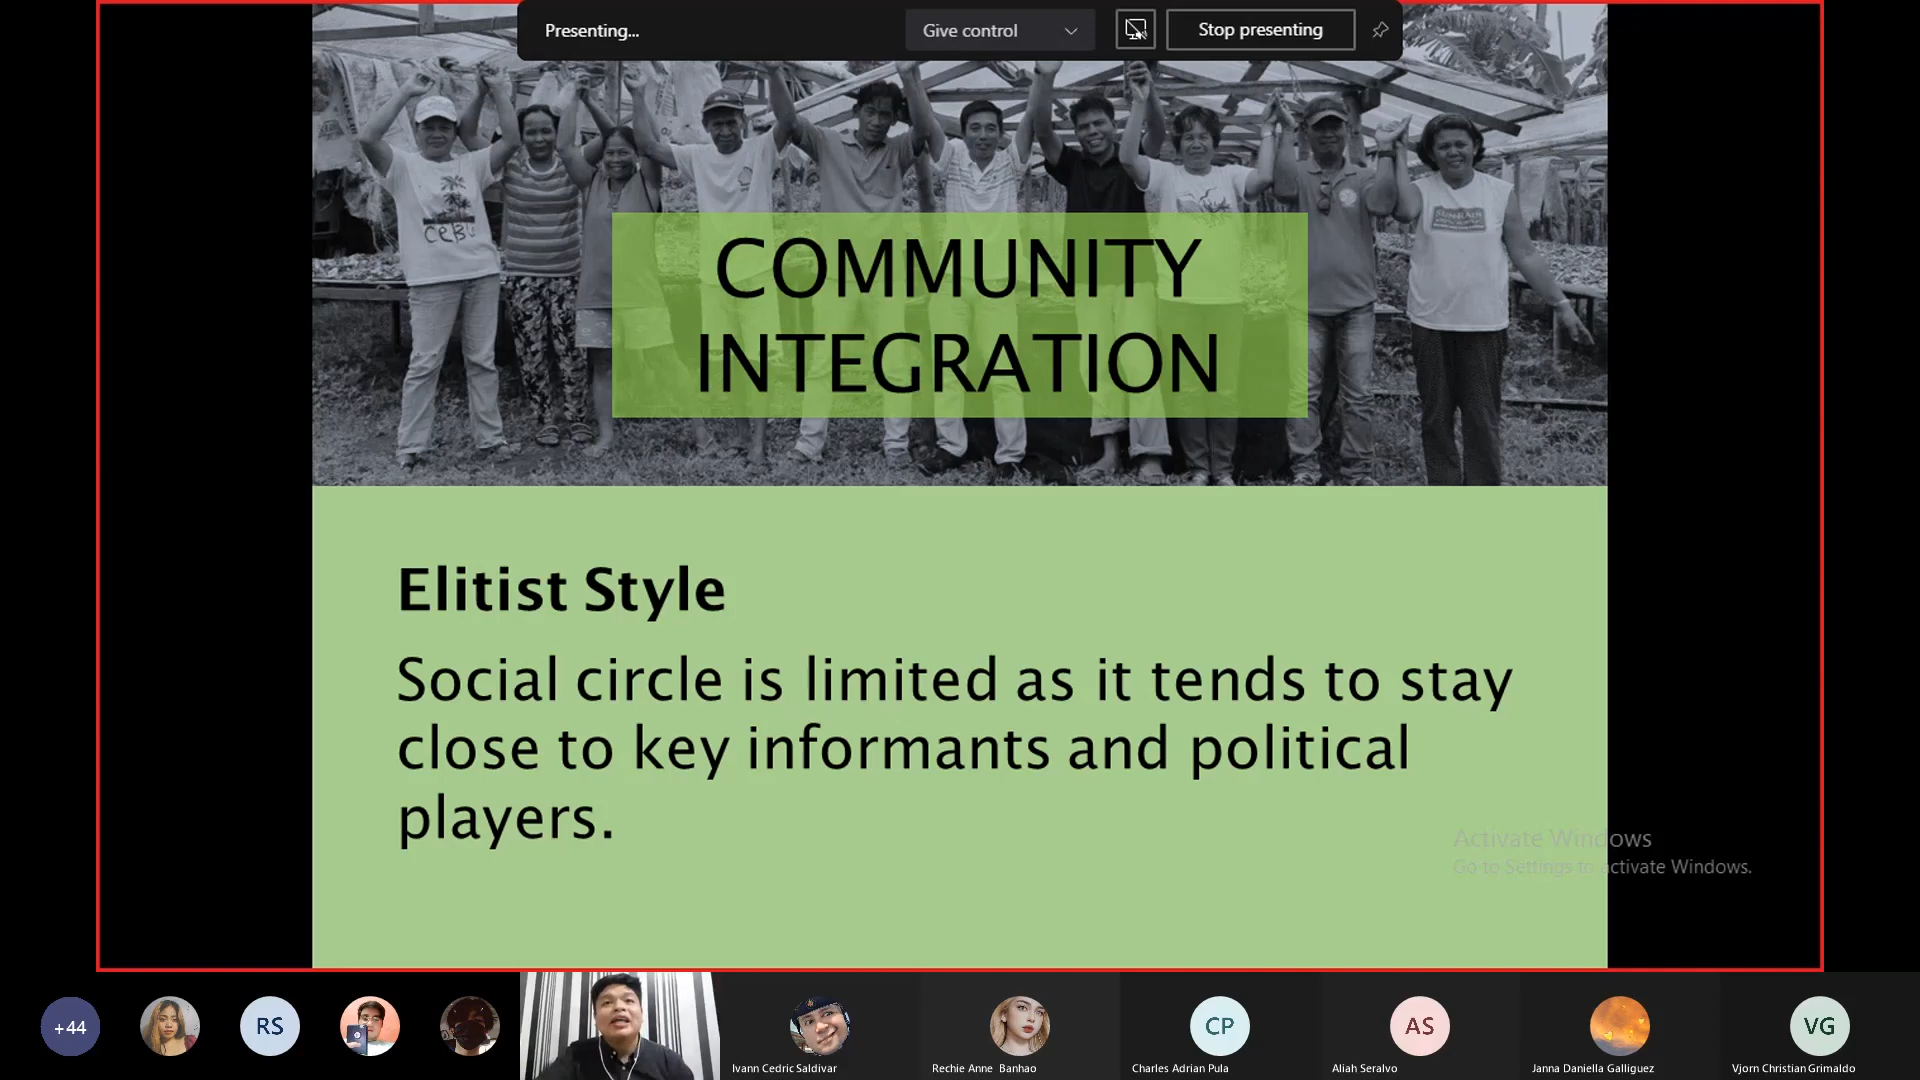 Presenting...
Give control
Stop presenting
CEBU
COMMUNITY
INTEGRATION
Elitist Style
Social circle is limited as it tends to stay
close to key informants and political
players.
Activate Windows
Go to Settings to activate Windows.
+44
RS
CP
AS
VG
Ivann Cedric Saldivar
Rechie Anne Banhao
Charles Adrian Pula
Aliah Seralvo
Janna Daniella Galliguez
Vjorn Christian Grimaldo